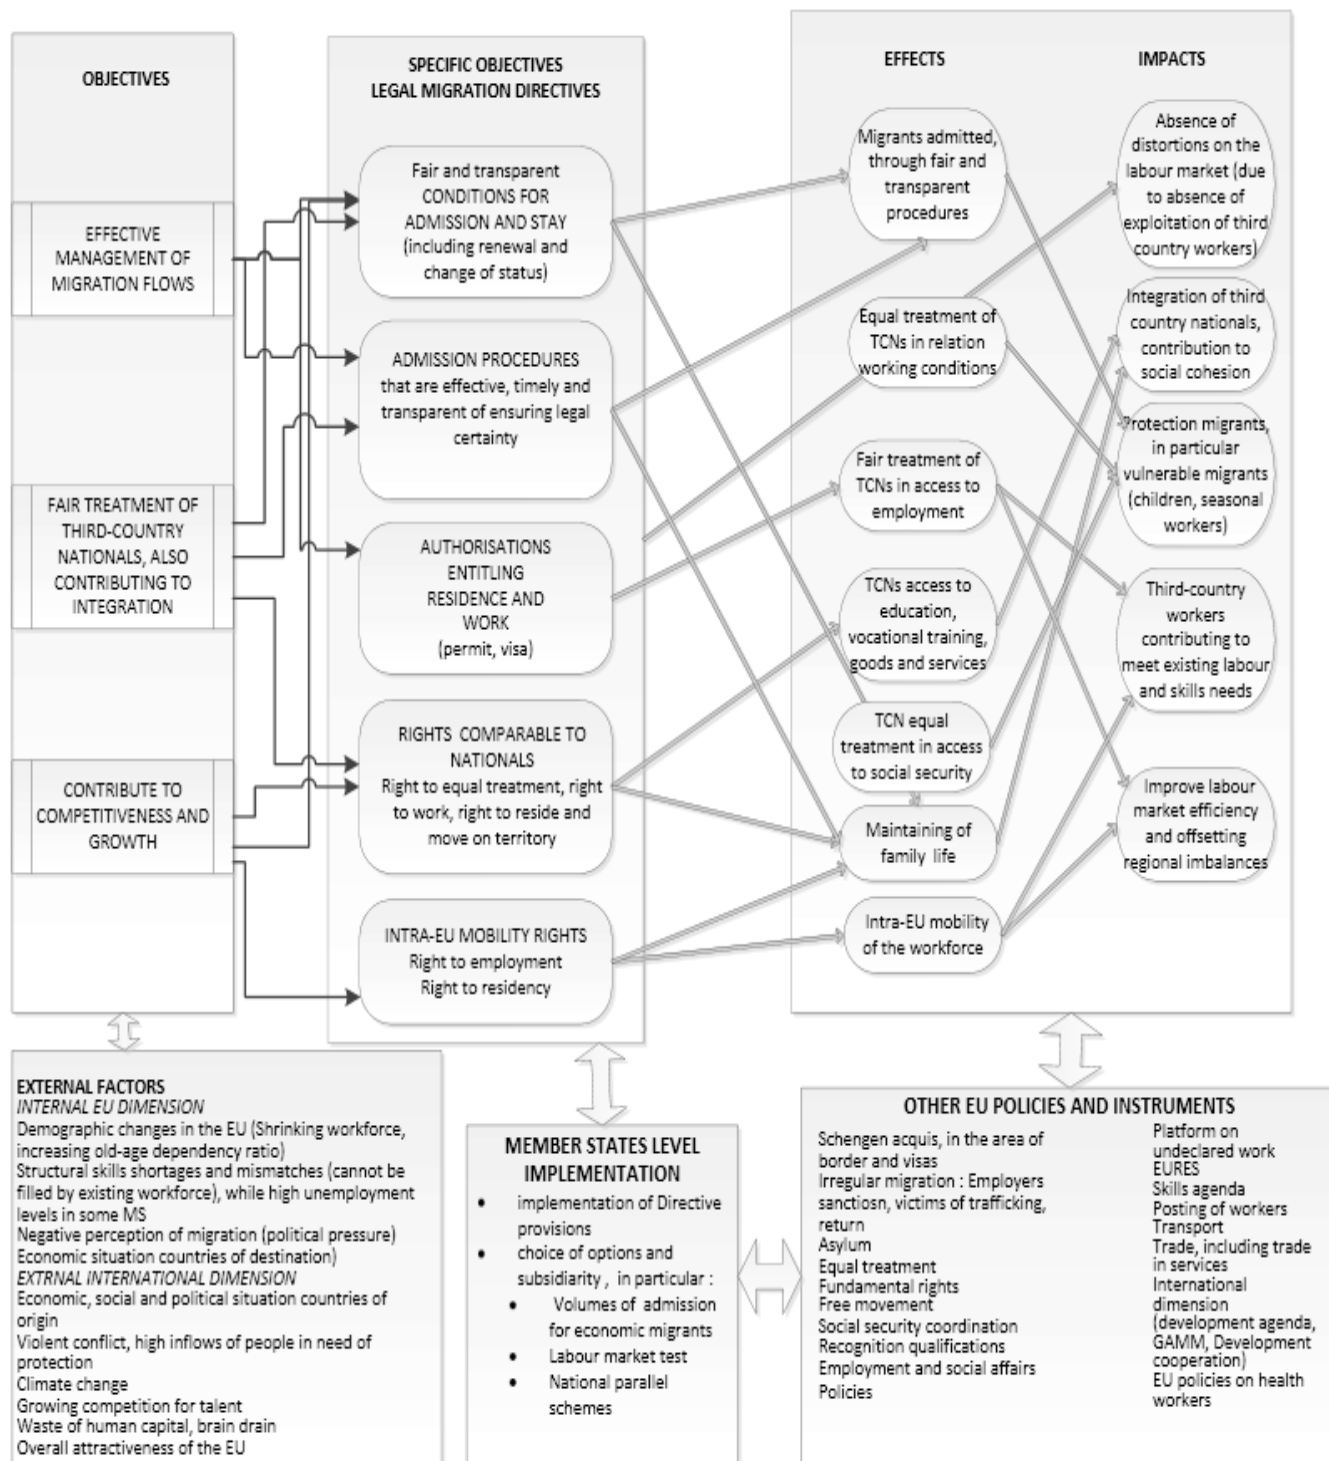 OBJECTIVES
EFFECTIVE
MANAGEMENT OF
MIGRATION FLOWS
FAIR TREATMENT OF
THIRD-COUNTRY
NATIONALS, ALSO
CONTRIBUTING TO
INTEGRATION
CONTRIBUTE TO
COMPETITIVENESS AND
GROWTH
SPECIFIC OBJECTIVES
LEGAL MIGRATION DIRECTIVES
Fair and transparent
CONDITIONS FOR
ADMISSION AND STAY
(including renewal and
change of status)
ADMISSION PROCEDURES
that are effective, timely and
transparent of ensuring legal
certainty
AUTHORISATIONS
ENTITLING
RESIDENCE AND
WORK
(permit, visa)
RIGHTS COMPARABLE TO
NATIONALS
Right to equal treatment, right
to work, right to reside and
move on territory
INTRA-EU MOBILITY RIGHTS
Right to employment
Right to residency
EFFECTS
Migrants admitted,
through fair and
transparent
procedures
Equal treatment of
TCNs in relation
working conditions
Fair treatment of
TCNs in access to
employment
TCNs access to
education,
vocational training,
goods and services
TCN equal
treatment in access
to social security
Maintaining of
family life
Intra-EU mobility
of the workforce
IMPACTS
Absence of
distortions on the
labour market (due
to absence of
exploitation of third
country workers)
Integration of third
country nationals,
contribution to
social cohesion
Protection migrants,
in particular
vulnerable migrants
(children, seasonal
workers)
Third-country
workers
contributing to
meet existing labour
and skills needs
Improve labour
market efficiency
and offsetting
regional imbalances
EXTERNAL FACTORS
INTERNAL EU DIMENSION
Demographic changes in the EU (Shrinking workforce,
increasing old-age dependency ratio)
Structural skills shortages and mismatches (cannot be
filled by existing workforce), while high unemployment
levels in some MS
Negative perception of migration (political pressure)
Economic situation countries of destination)
EXTRNAL INTERNATIONAL DIMENSION
Economic, social and political situation countries of
origin
Violent conflict, high inflows of people in need of
protection
Climate change
Growing competition for talent
Waste of human capital, brain drain
Overall attractiveness of the EU
MEMBER STATES LEVEL
IMPLEMENTATION
• implementation of Directive
provisions
• choice of options and
subsidiarity , in particular :
• Volumes of admission
for economic migrants
• Labour market test
• National parallel
schemes
OTHER EU POLICIES AND INSTRUMENTS
Schengen acquis, in the area of
border and visas
Irregular migration : Employers
sanctiosn, victims of trafficking,
return
Asylum
Equal treatment
Fundamental rights
Free movement
Social security coordination
Recognition qualifications
Employment and social affairs
Policies
Platform on
undeclared work
EURES
Skills agenda
Posting of workers
Transport
Trade, including trade
in services
International
dimension
(development agenda,
GAMM, Development
cooperation)
EU policies on health
workers